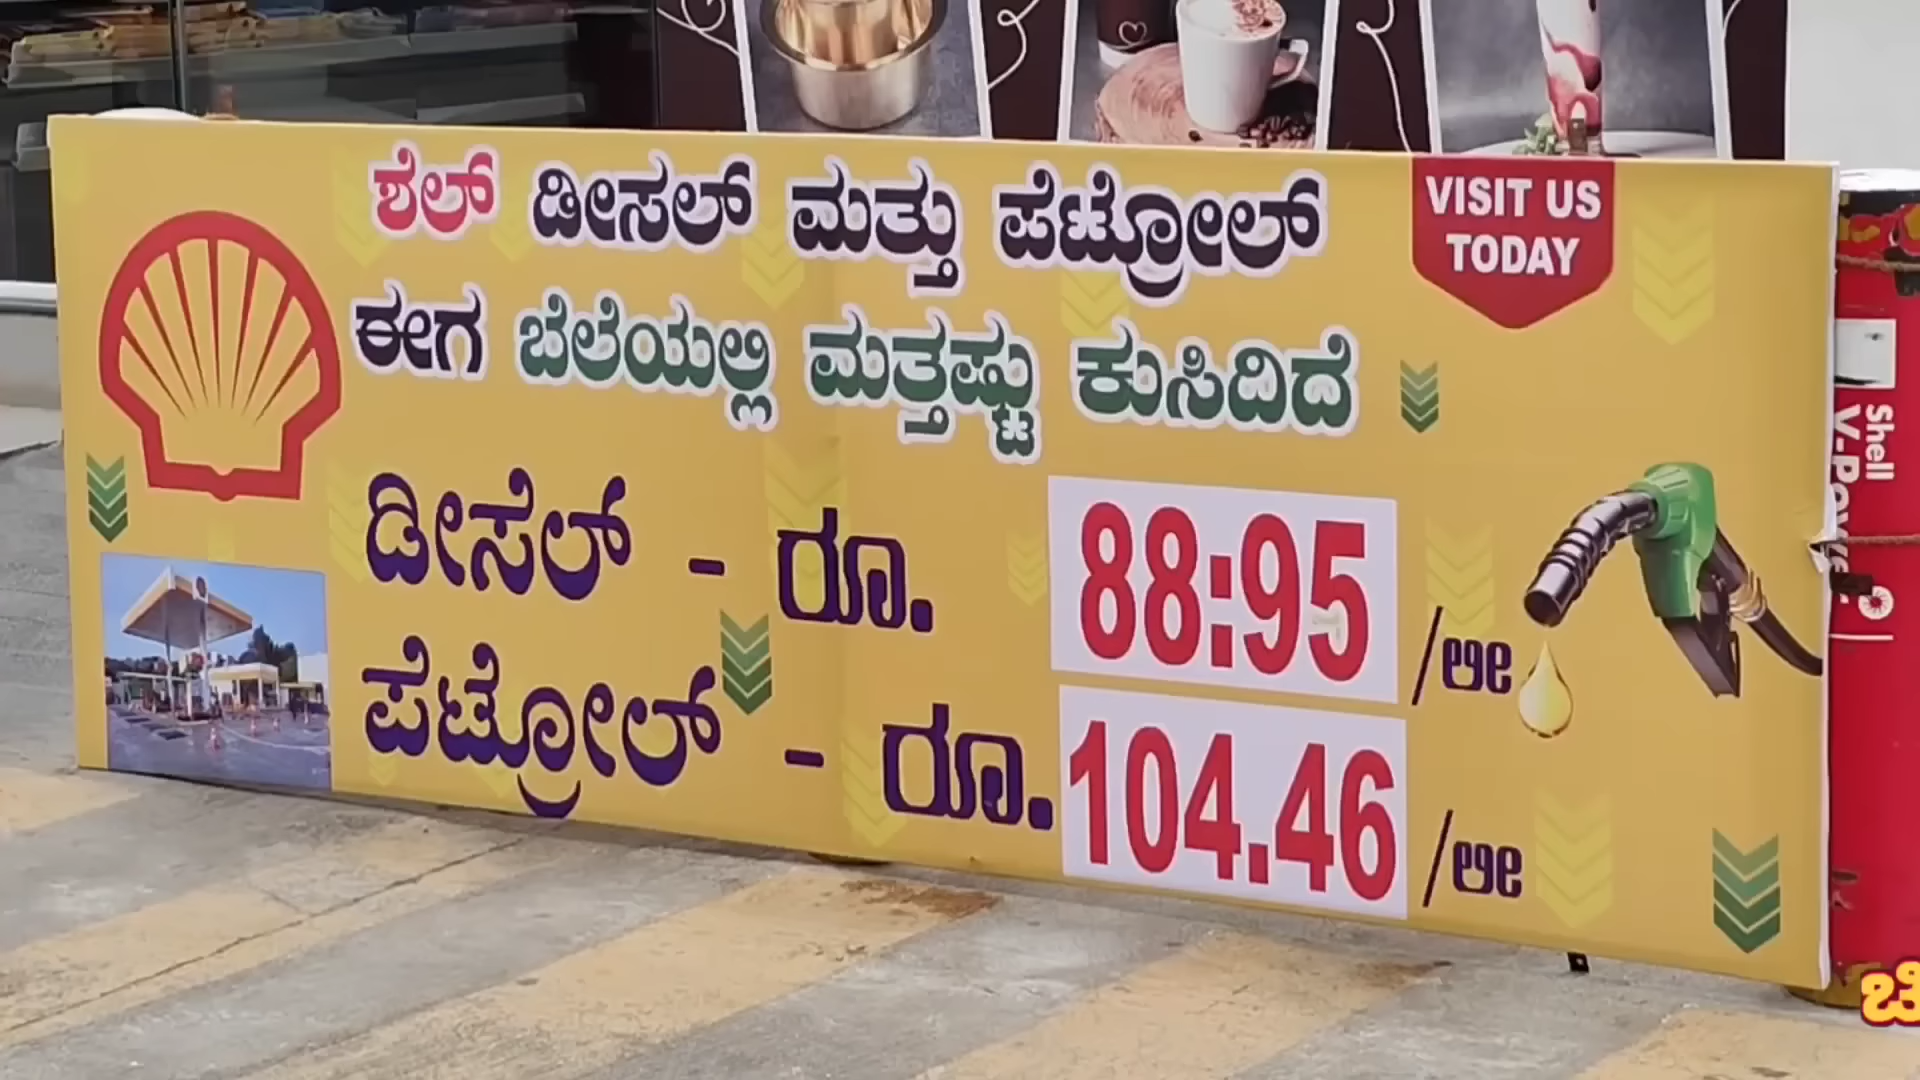 ಶೆಲ್ ಡೀಸಲ್ ಮತ್ತು ಪೆಟ್ರೋಲ್
ಈಗ ಬೆಲೆಯಲ್ಲಿ ಮತ್ತಷ್ಟು ಕುಸಿದಿದೆ
VISIT US
TODAY
ಡೀಸೆಲ್ - ರೂ. 88:95 /ಲೀ
ಪೆಟ್ರೋಲ್ - ರೂ. 104.46 /ಲೀ
Shell
V-Power